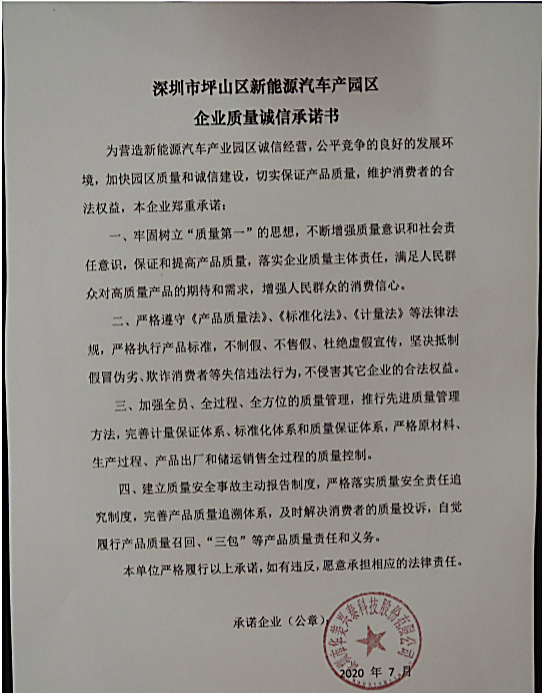 深圳市坪山区新能源汽车产园区
企业质量诚信承诺书
为营造新能源汽车产业园区诚信经营，公平竞争的良好的发展环
境，加快园区质量和诚信建设，切实保证产品质量，维护消费者的合
法权益，本企业郑重承诺：
一、牢固树立“质量第一”的思想，不断增强质量意识和社会责
任意识，保证和提高产品质量，落实企业质量主体责任，满足人民群
众对高质量产品的期待和需求，增强人民群众的消费信心。
二、严格遵守《产品质量法》、《标准化法》、《计量法》等法律法
规，严格执行产品标准，不制假、不售假、杜绝虚假宣传，坚决抵制
假冒伪劣、欺诈消费者等失信违法行为，不侵害其它企业的合法权益。
三、加强全员、全过程、全方位的质量管理，推行先进质量管理
方法，完善计量保证体系、标准化体系和质量保证体系，严格原材料、
生产过程、产品出厂和储运销售全过程的质量控制。
四、建立质量安全事故主动报告制度，严格落实质量安全责任追
究制度，完善产品质量追溯体系，及时解决消费者的质量投诉，自觉
履行产品质量召回、“三包”等产品质量责任和义务。
本单位严格履行以上承诺，如有违反，愿意承担相应的法律责任。
承诺企业（公章）
深圳市华美兴泰科技股份有限公司
2020 年 7 月